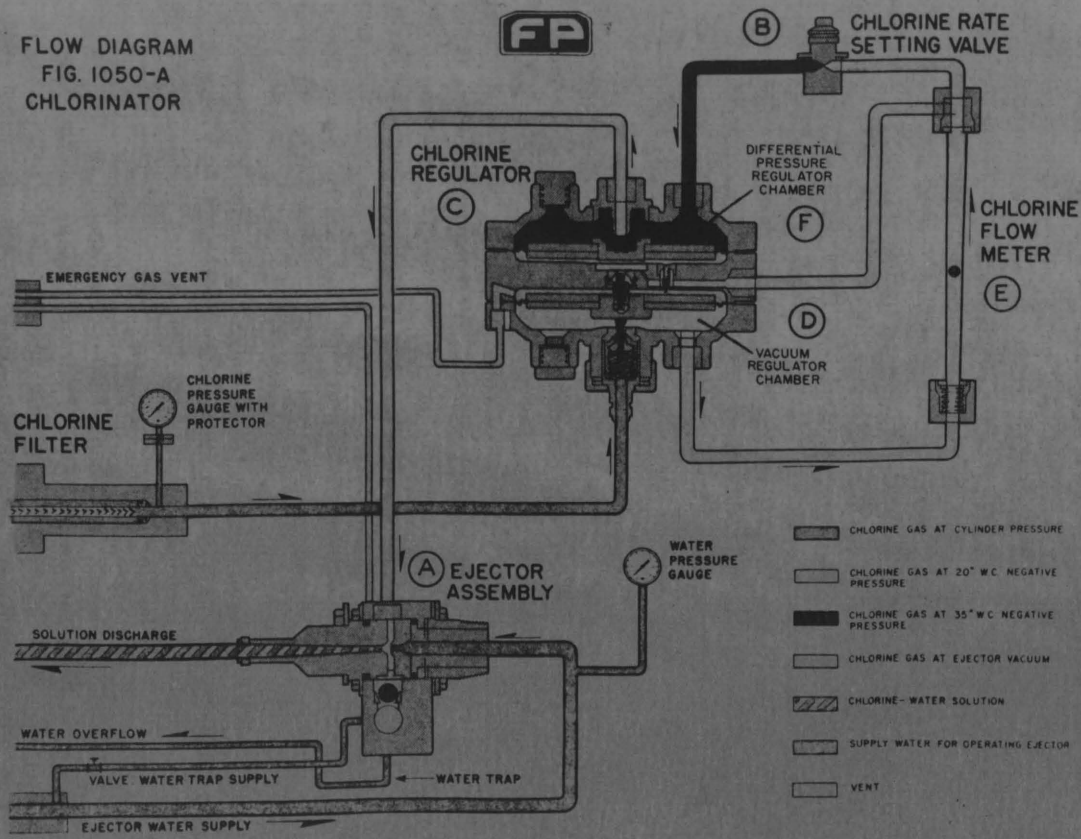 FP
FLOW DIAGRAM
FIG. 1050-A
CHLORINATOR
B
CHLORINE RATE
SETTING VALVE
CHLORINE
REGULATOR
C
DIFFERENTIAL
PRESSURE
REGULATOR
CHAMBER
F
CHLORINE
FLOW
METER
E
EMERGENCY GAS VENT
D
VACUUM
REGULATOR
CHAMBER
CHLORINE
PRESSURE
GAUGE WITH
PROTECTOR
CHLORINE
FILTER
A
EJECTOR
ASSEMBLY
WATER
PRESSURE
GAUGE
SOLUTION DISCHARGE
WATER OVERFLOW
VALVE. WATER TRAP SUPPLY
WATER TRAP
EJECTOR WATER SUPPLY
CHLORINE GAS AT CYLINDER PRESSURE
CHLORINE GAS AT 20" W.C. NEGATIVE
PRESSURE
CHLORINE GAS AT 35" W C NEGATIVE
PRESSURE
CHLORINE GAS AT EJECTOR VACUUM
CHLORINE-WATER SOLUTION
SUPPLY WATER FOR OPERATING EJECTOR
VENT